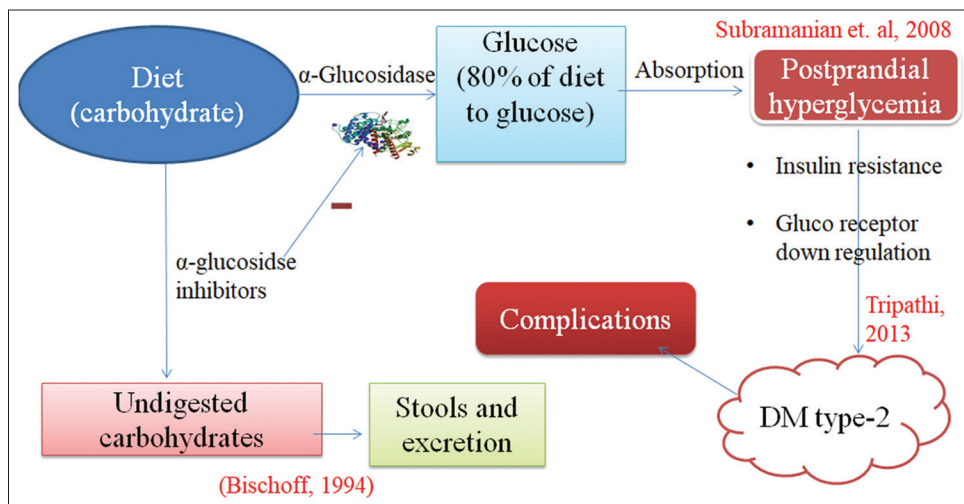 Subramanian et. al, 2008
Diet
(carbohydrate)
α-Glucosidase
Glucose
(80% of diet
to glucose)
Absorption
Postprandial
hyperglycemia
• Insulin resistance
• Gluco receptor
down regulation
α-glucosidse
inhibitors
Tripathi,
2013
Complications
DM type-2
Undigested
carbohydrates
Stools and
excretion
(Bischoff, 1994)